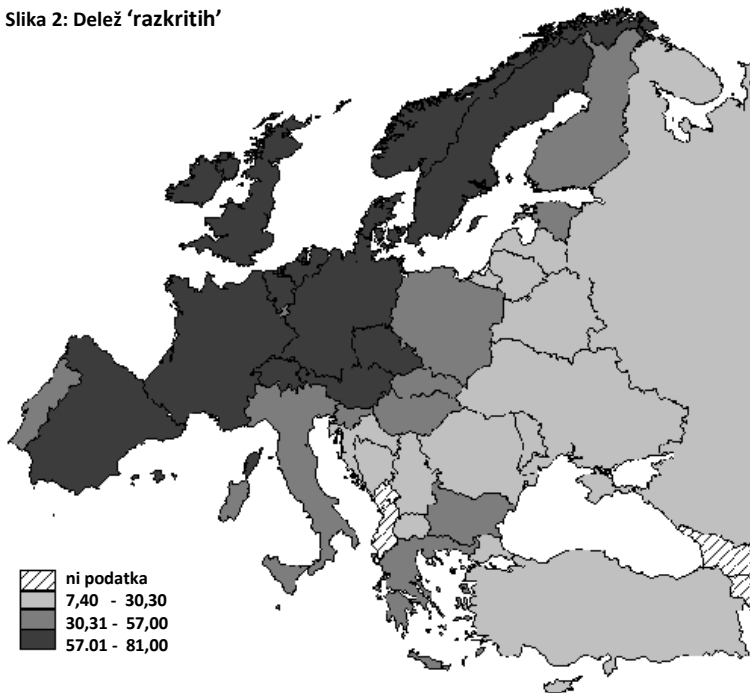 Slika 2: Delež 'razkritih'
ni podatka
7,40 - 30,30
30,31 - 57,00
57.01 - 81,00